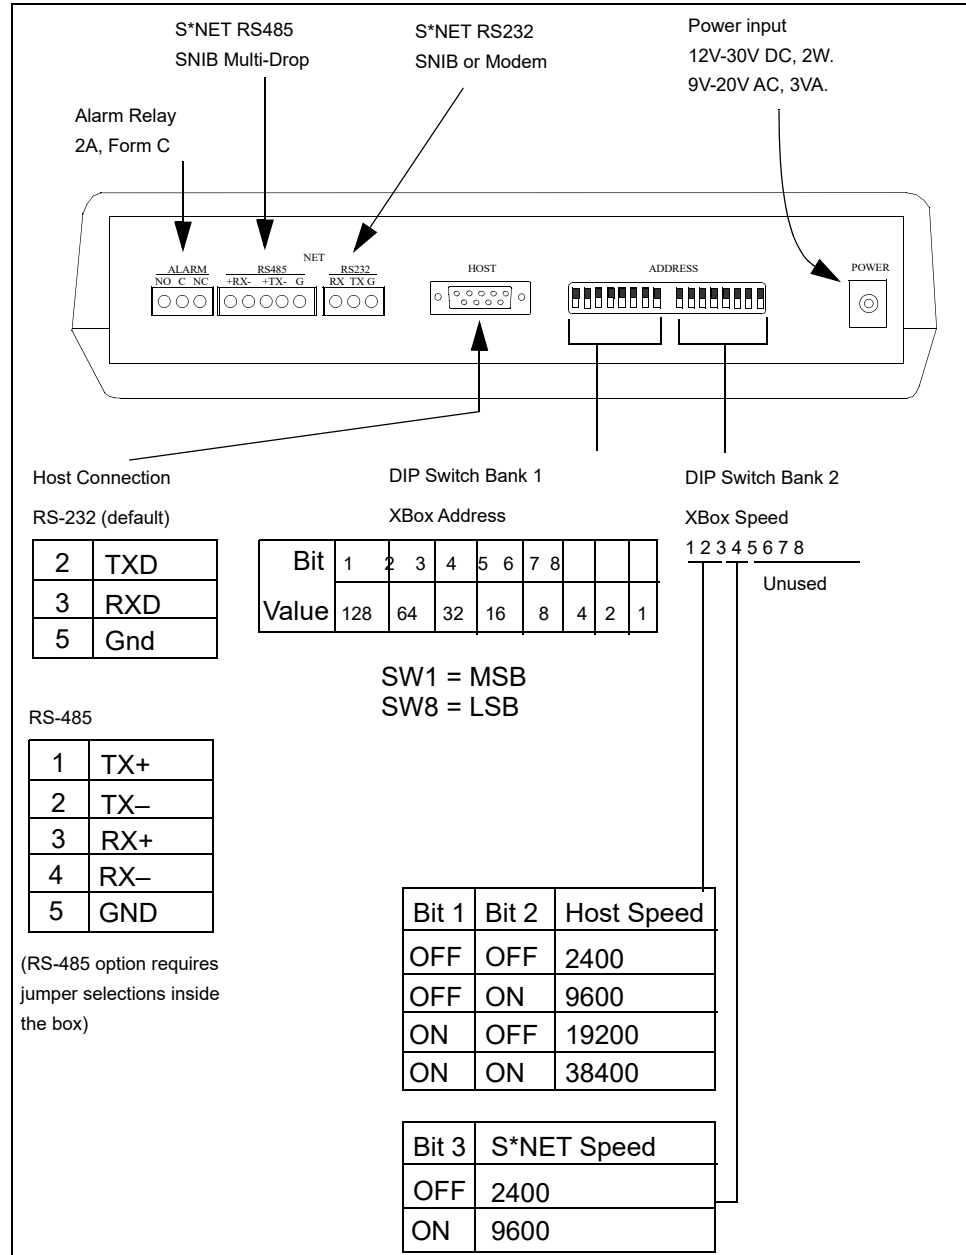 S*NET RS485
SNIB Multi-Drop
S*NET RS232
SNIB or Modem
Power input
12V-30V DC, 2W.
9V-20V AC, 3VA.
Alarm Relay
2A, Form C
NET
ALARM RS485 RS232 HOST ADDRESS POWER
NO C NC +RX- +TX- G RX TX G
Host Connection
RS-232 (default)
2 TXD
3 RXD
5 Gnd
DIP Switch Bank 1
XBox Address
Bit 1 2 3 4 5 6 7 8
Value 128 64 32 16 8 4 2 1
SW1 = MSB
SW8 = LSB
DIP Switch Bank 2
XBox Speed
1 2 3 4 5 6 7 8
Unused
RS-485
1 TX+
2 TX–
3 RX+
4 RX–
5 GND
(RS-485 option requires
jumper selections inside
the box)
Bit 1 Bit 2 Host Speed
OFF OFF 2400
OFF ON 9600
ON OFF 19200
ON ON 38400
Bit 3 S*NET Speed
OFF 2400
ON 9600